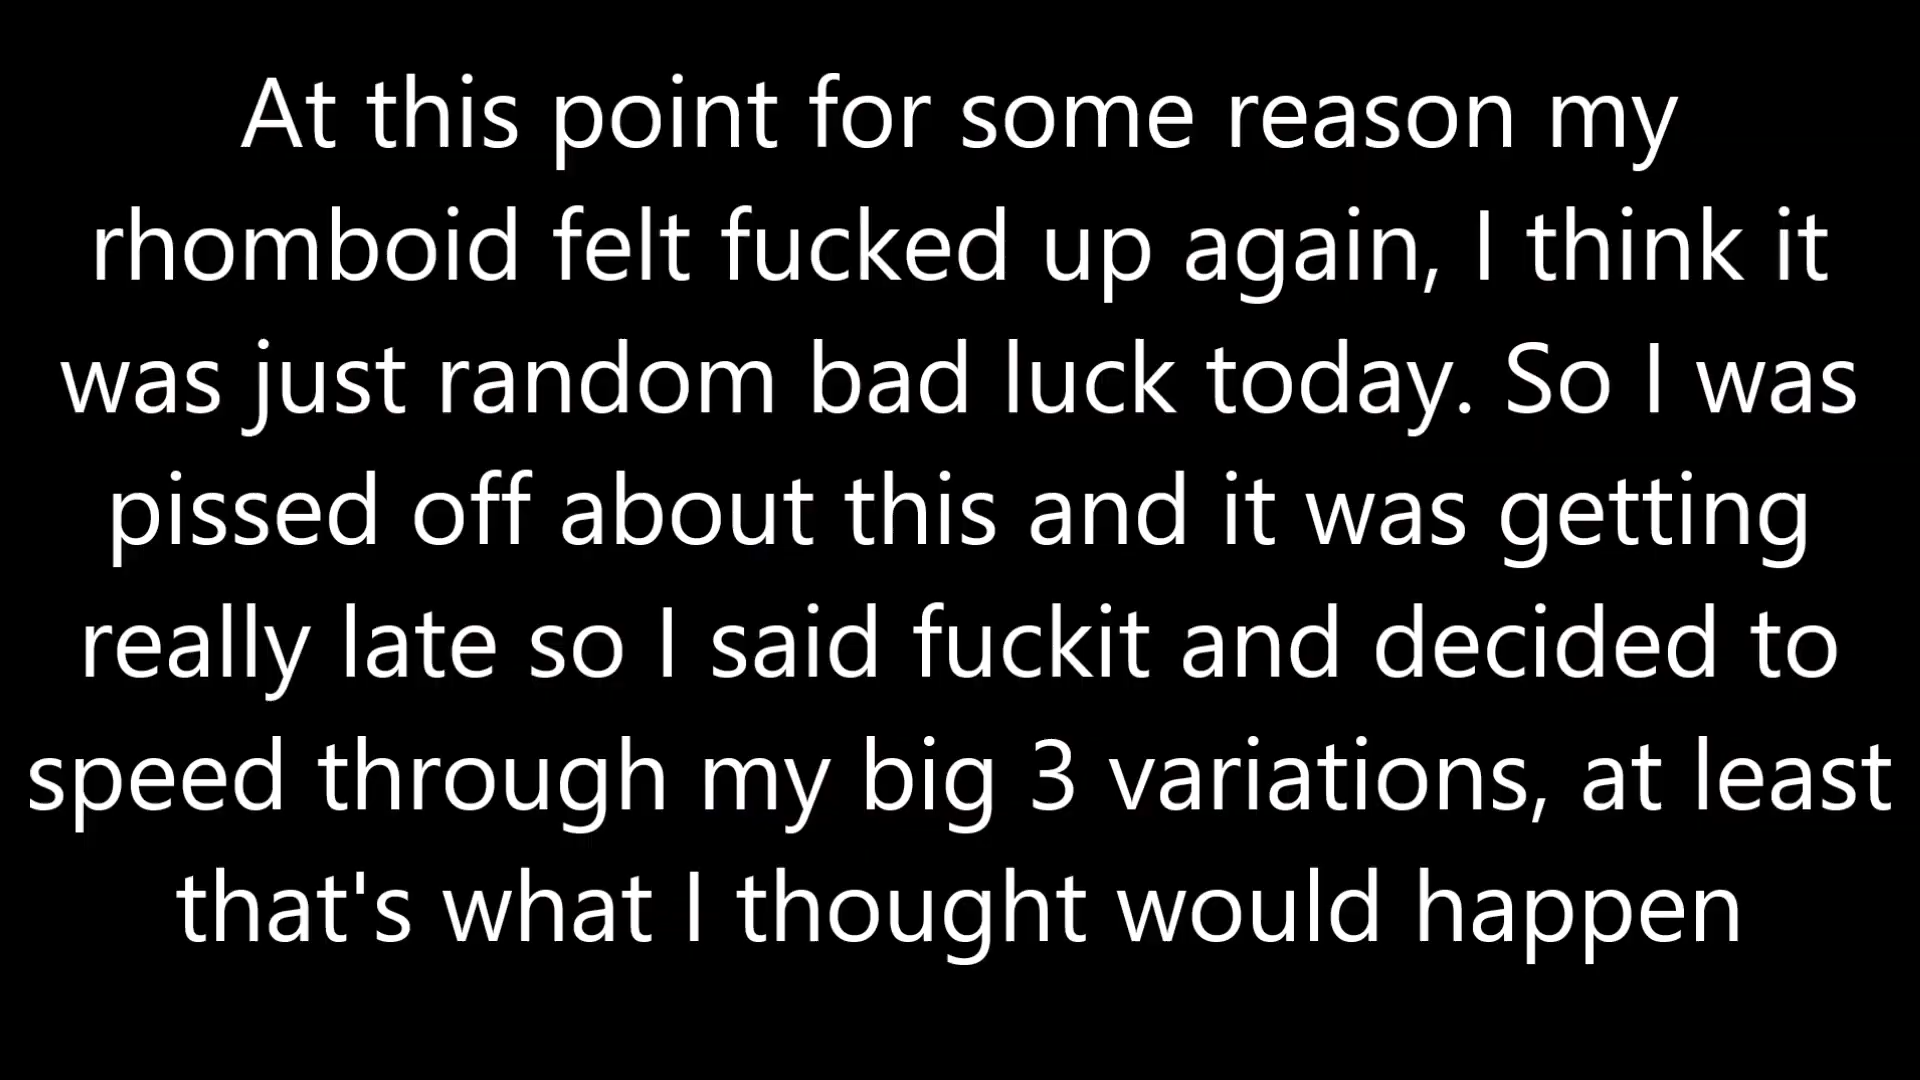 At this point for some reason my
rhomboid felt fucked up again, I think it
was just random bad luck today. So I was
pissed off about this and it was getting
really late so I said fuckit and decided to
speed through my big 3 variations, at least
that's what I thought would happen